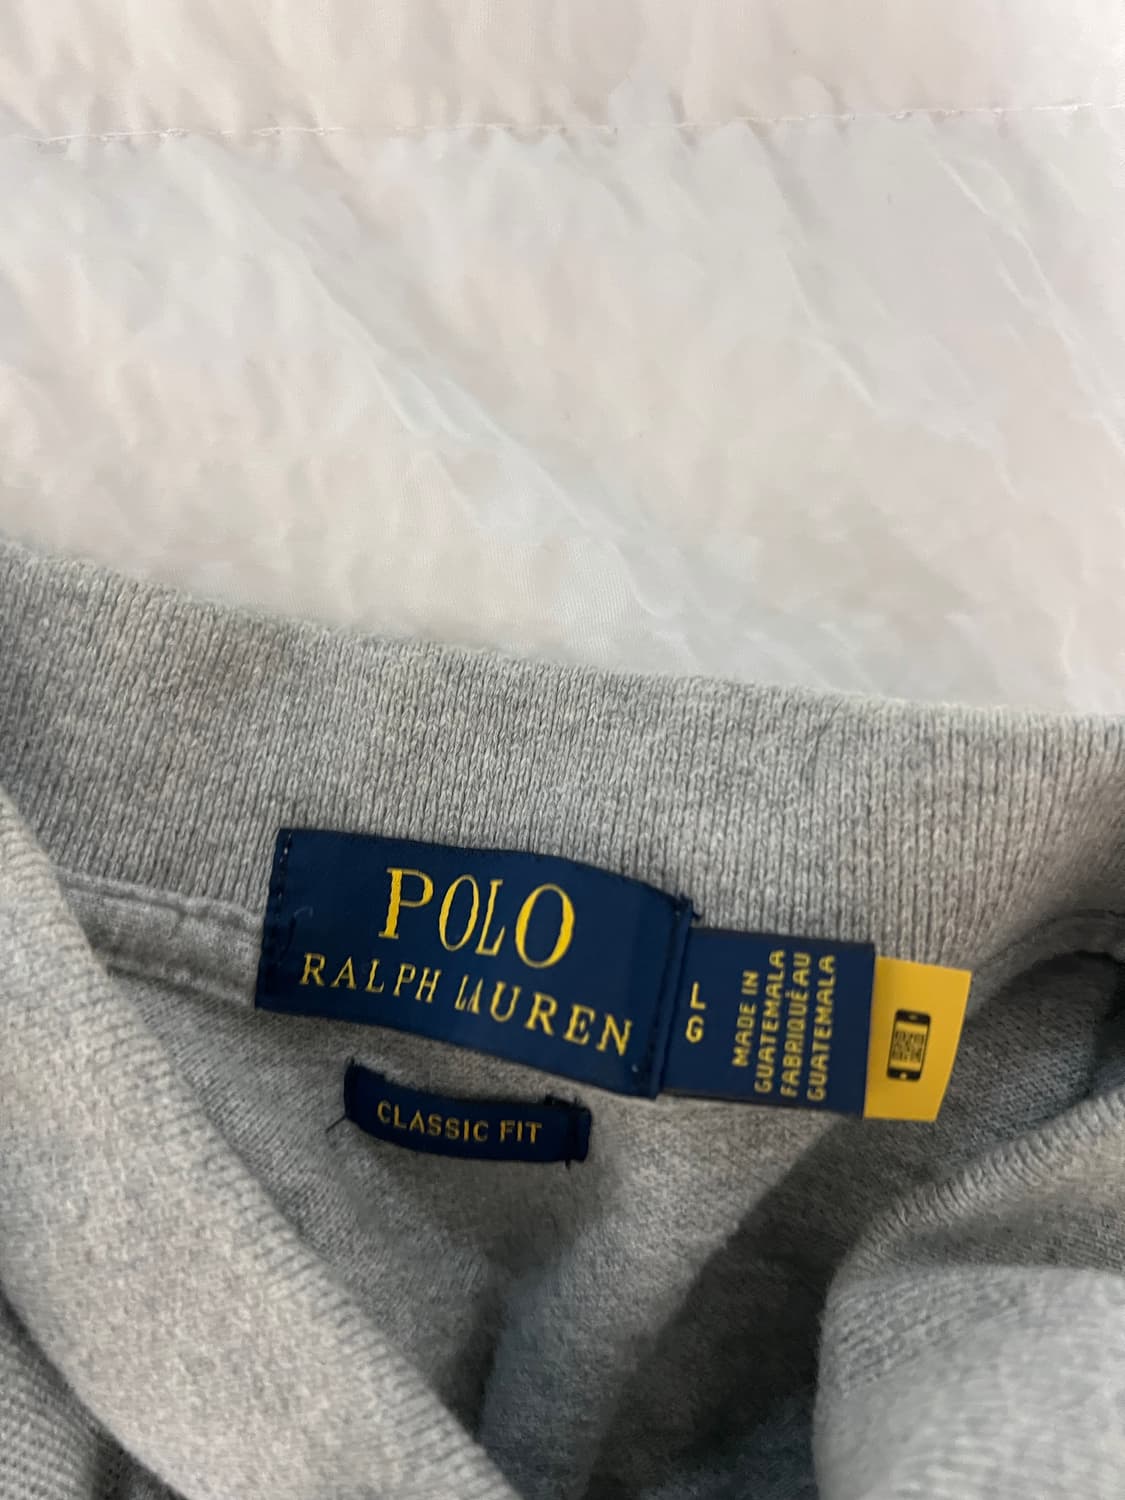 POLO
RALPH LAUREN
L
G
MADE IN
GUATEMALA
FABRIQUÉ AU
GUATEMALA
CLASSIC FIT